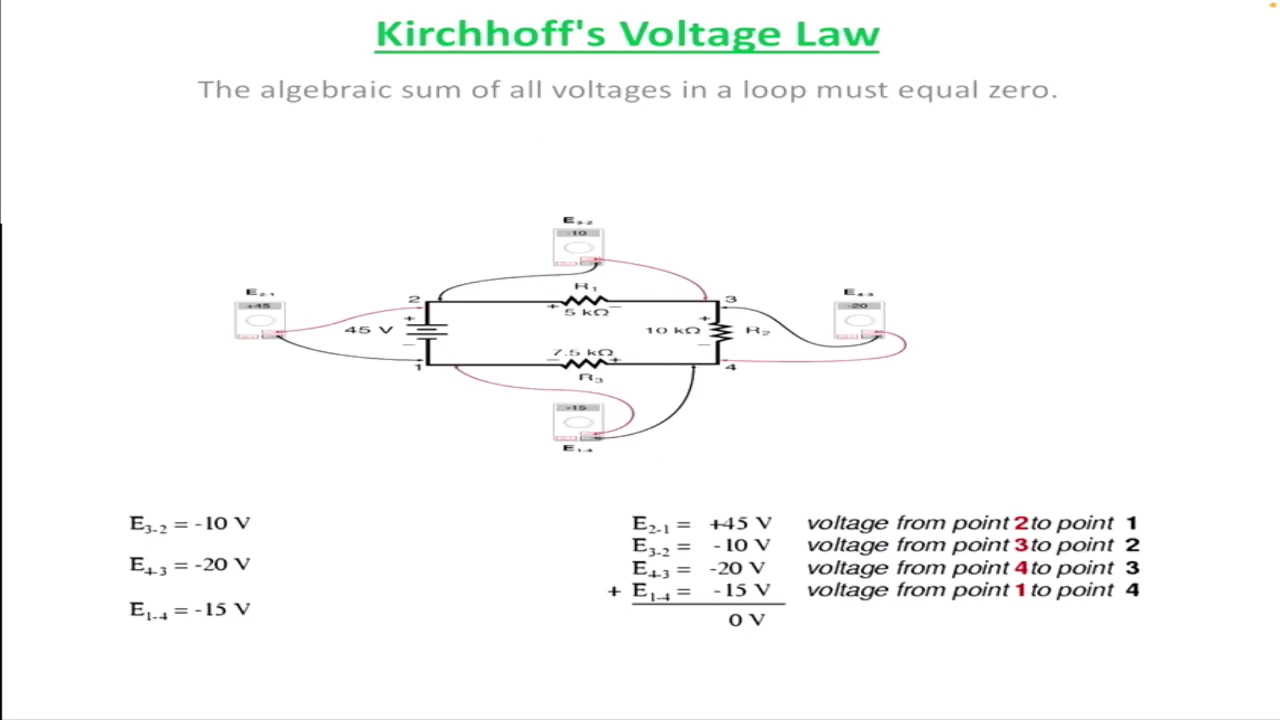 Kirchhoff's Voltage Law
The algebraic sum of all voltages in a loop must equal zero.
E3-2
-10
E2-1
+45
E4-3
-20
2
R1
3
+ −
5 kΩ
45 V
+
−
10 kΩ
+
−
R2
7.5 kΩ
− +
1
4
R3
-15
E1-4
E3-2 = -10 V
E4-3 = -20 V
E1-4 = -15 V
E2-1 = +45 V voltage from point 2 to point 1
E3-2 = -10 V voltage from point 3 to point 2
E4-3 = -20 V voltage from point 4 to point 3
+ E1-4 = -15 V voltage from point 1 to point 4
0 V